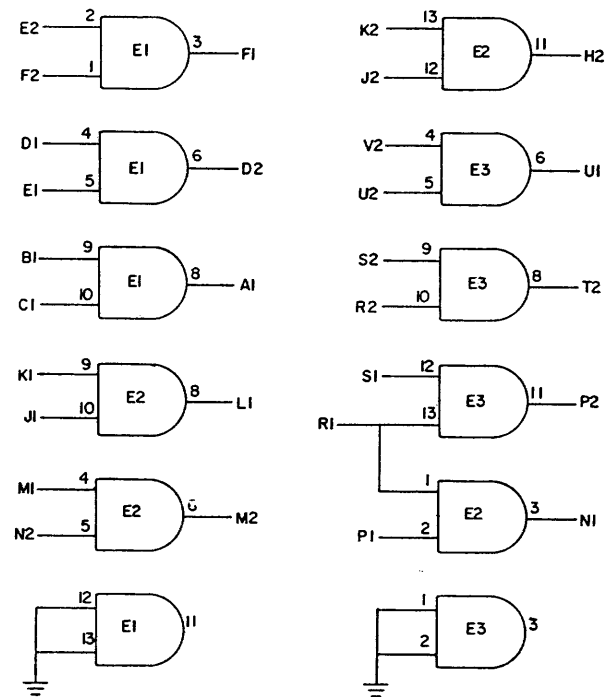 E2 2 E1 3 F1
F2 1
D1 4 E1 6 D2
E1 5
B1 9 E1 8 A1
C1 10
K1 9 E2 8 L1
J1 10
M1 4 E2 M2
N2 5
12 E1 11
13
K2 13 E2 11 H2
J2 12
V2 4 E3 6 U1
U2 5
S2 9 E3 8 T2
R2 10
S1 12 E3 11 P2
R1 13
1 E2 3 N1
P1 2
1 E3 3
2